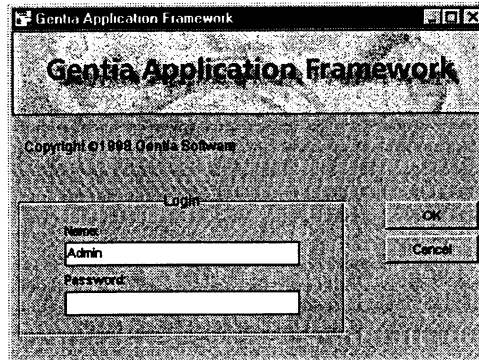 Gentia Application Framework
Gentia Application Framework
Copyright ©1998 Gentia Software
Login
Name:
Admin
Password:
OK
Cancel